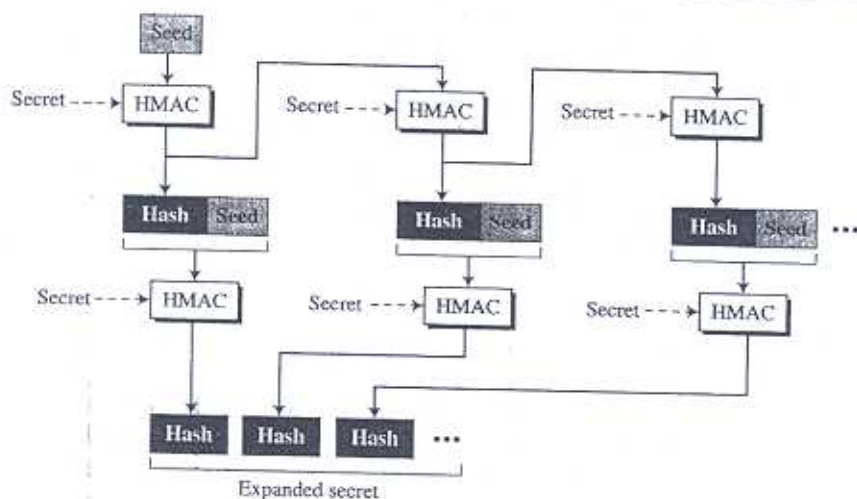 Seed
Secret HMAC Secret HMAC Secret HMAC
Hash Seed Hash Seed Hash Seed ...
Secret HMAC Secret HMAC Secret HMAC
Hash Hash Hash ...
Expanded secret